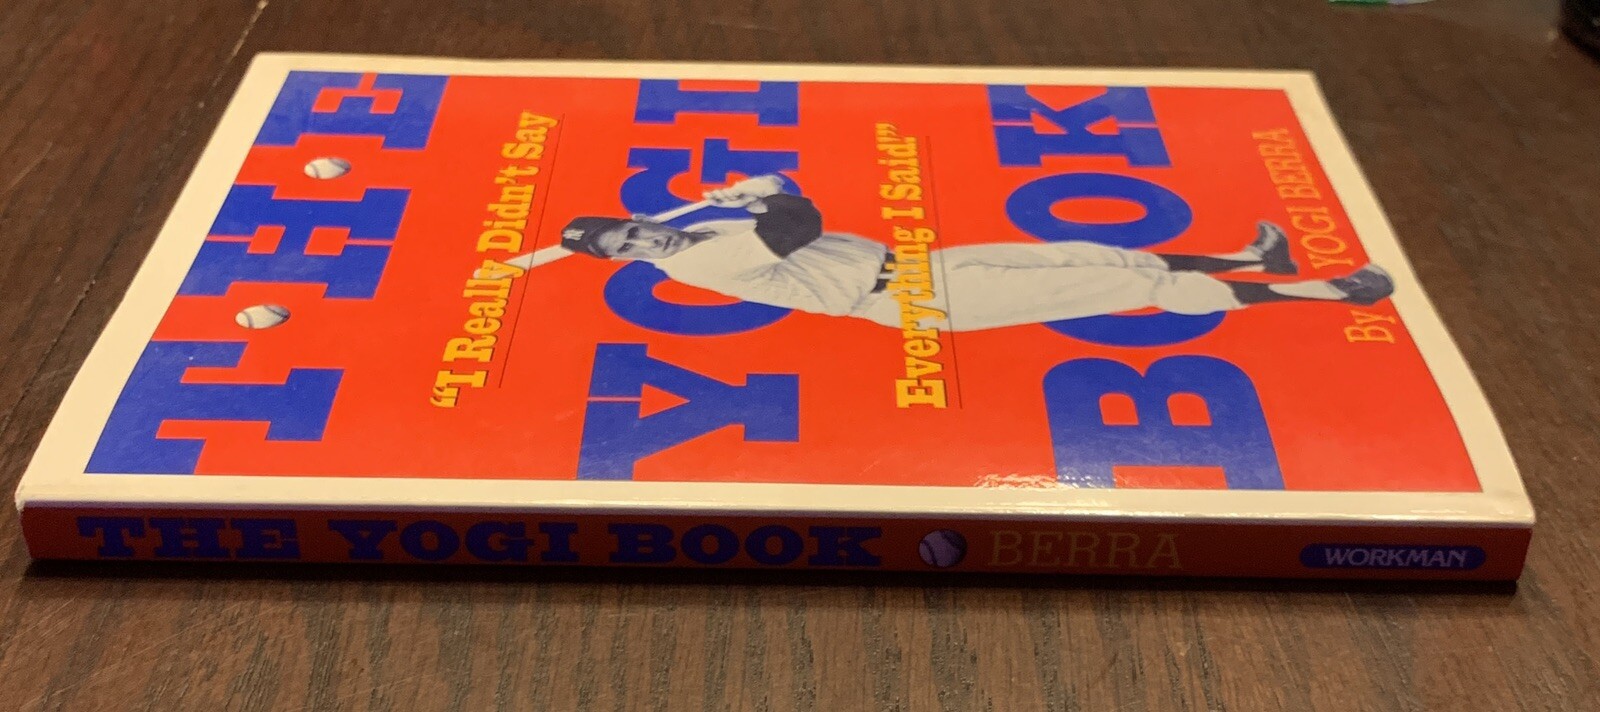 THE
"I Really Didn't Say
YOGI
Everything I Said!"
BOOK
By YOGI BERRA
THE YOGI BOOK BERRA WORKMAN